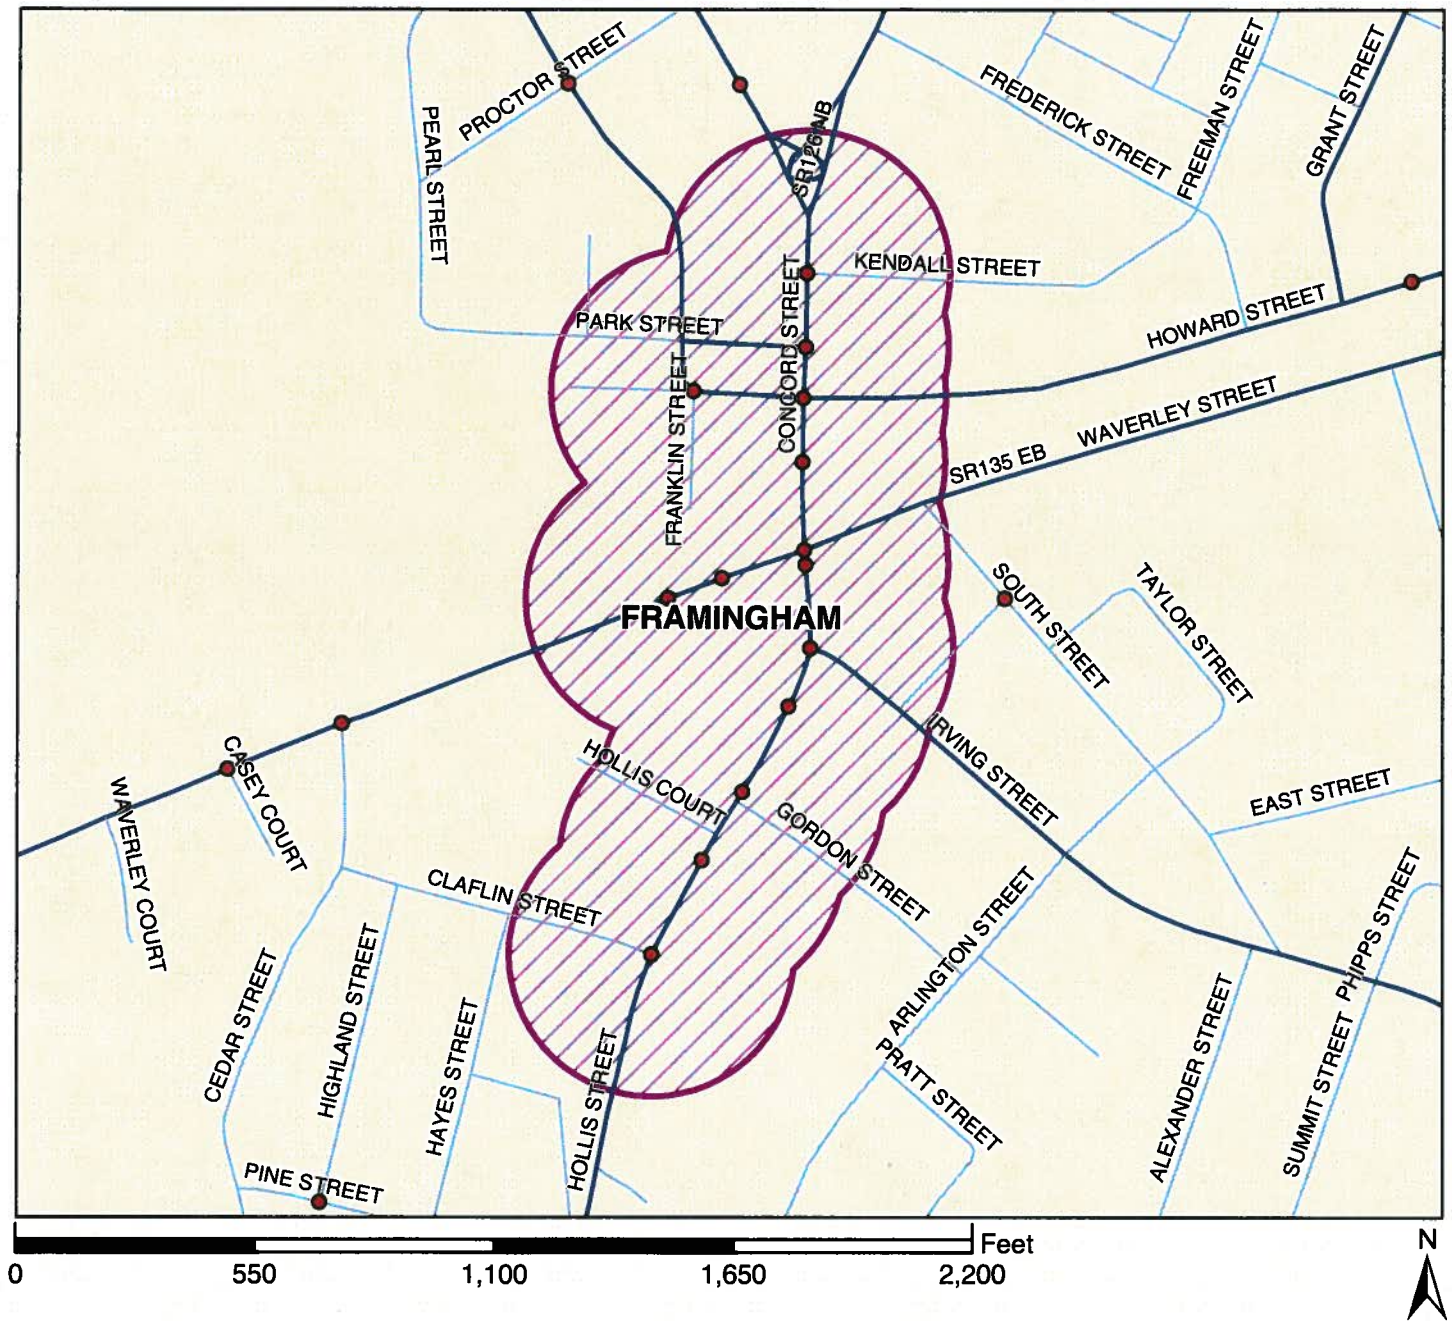 PROCTOR STREET
PEARL STREET
SR126 NB
FREDERICK STREET
FREEMAN STREET
GRANT STREET
KENDALL STREET
PARK STREET
CONCORD STREET
FRANKLIN STREET
HOWARD STREET
WAVERLEY STREET
SR135 EB
FRAMINGHAM
SOUTH STREET
TAYLOR STREET
IRVING STREET
HOLLIS COURT
GORDON STREET
CASEY COURT
WAVERLEY COURT
CLAFLIN STREET
EAST STREET
ARLINGTON STREET
PHIPPS STREET
CEDAR STREET
HIGHLAND STREET
HAYES STREET
HOLLIS STREET
PRATT STREET
ALEXANDER STREET
SUMMIT STREET
PINE STREET
Feet
N
0 550 1,100 1,650 2,200